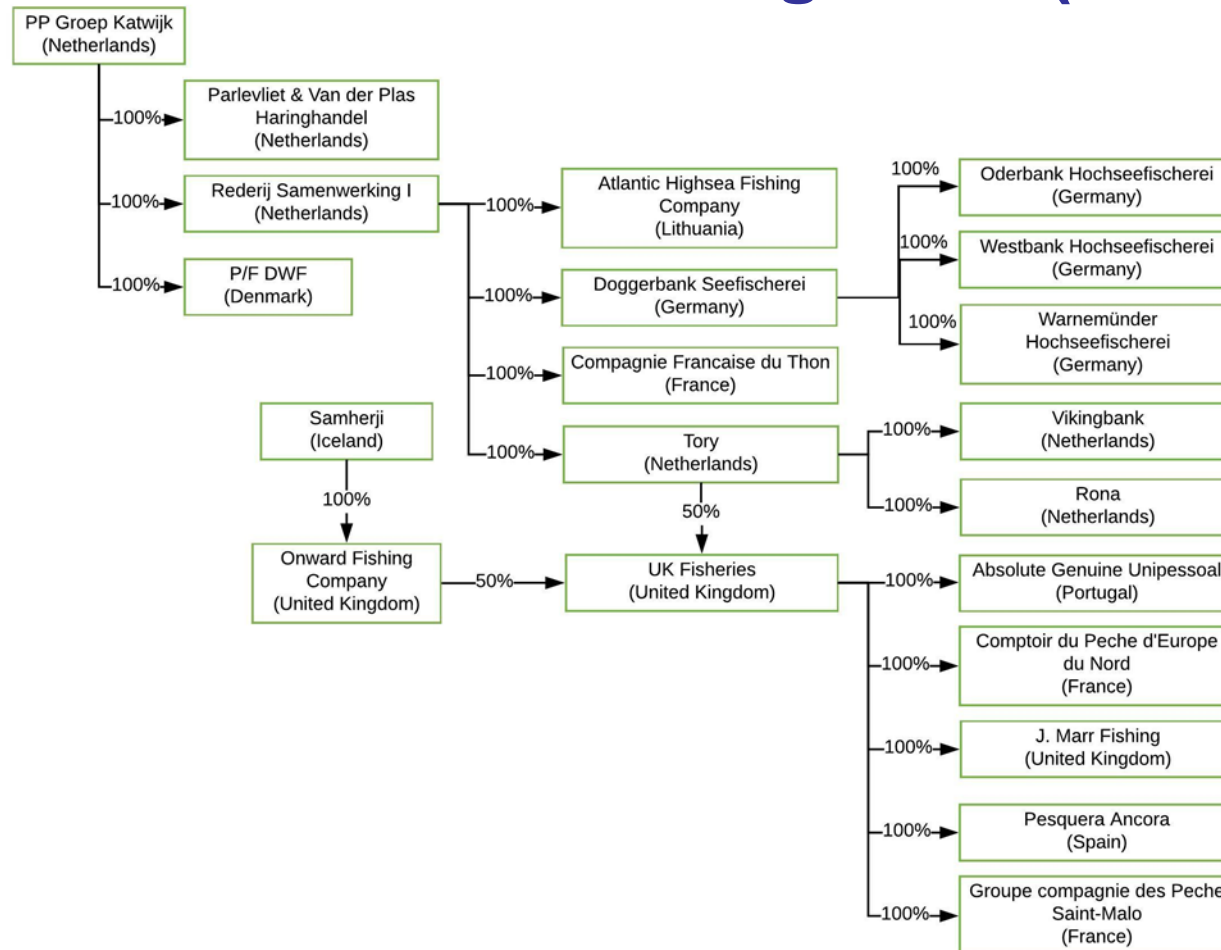 PP Groep Katwijk
(Netherlands)
100%
Parlevliet & Van der Plas
Haringhandel
(Netherlands)
100%
Rederij Samenwerking I
(Netherlands)
100%
P/F DWF
(Denmark)
100%
Atlantic Highsea Fishing
Company
(Lithuania)
100%
Doggerbank Seefischerei
(Germany)
100%
Compagnie Francaise du Thon
(France)
100%
Tory
(Netherlands)
100%
Oderbank Hochseefischerei
(Germany)
100%
Westbank Hochseefischerei
(Germany)
100%
Warnemünder
Hochseefischerei
(Germany)
100%
Vikingbank
(Netherlands)
100%
Rona
(Netherlands)
Samherji
(Iceland)
100%
Onward Fishing
Company
(United Kingdom)
50%
50%
UK Fisheries
(United Kingdom)
100%
Absolute Genuine Unipessoal
(Portugal)
100%
Comptoir du Peche d'Europe
du Nord
(France)
100%
J. Marr Fishing
(United Kingdom)
100%
Pesquera Ancora
(Spain)
100%
Groupe compagnie des Peche
Saint-Malo
(France)